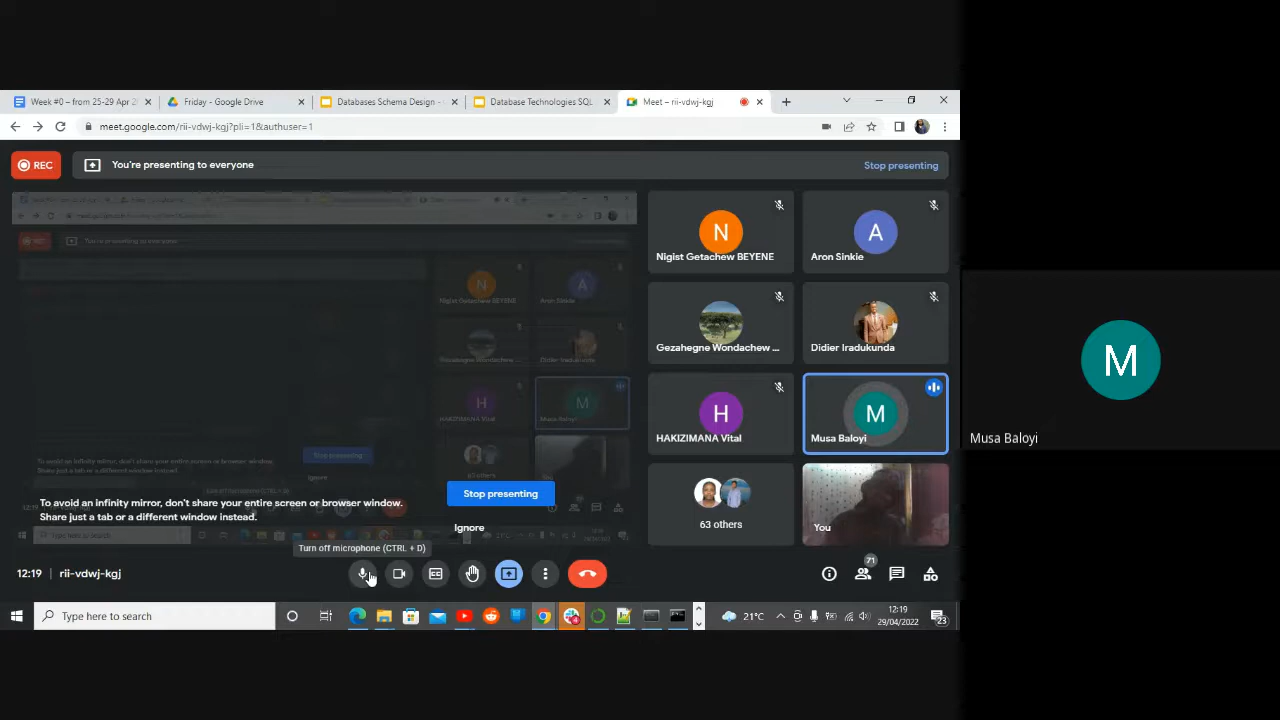 Week #0 – from 25-29 Apr 2
Friday - Google Drive
Databases Schema Design -
Database Technologies SQL
Meet – rii-vdwj-kgj
meet.google.com/rii-vdwj-kgj?pli=1&authuser=1
REC
You're presenting to everyone
Stop presenting
N
Nigist Getachew BEYENE
A
Aron Sinkie
Gezahegne Wondachew ...
Didier Iradukunda
H
HAKIZIMANA Vital
M
Musa Baloyi
63 others
You
M
Musa Baloyi
To avoid an infinity mirror, don't share your entire screen or browser window.
Share just a tab or a different window instead.
Stop presenting
Ignore
Turn off microphone (CTRL + D)
12:19 | rii-vdwj-kgj
71
Type here to search
21°C
12:19
29/04/2022
23